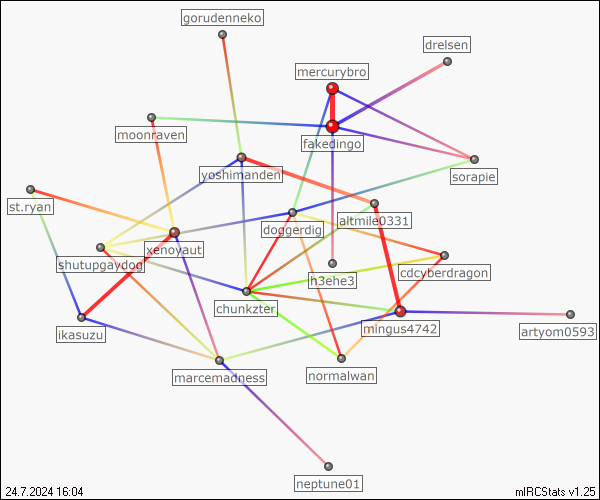 gorudenneko
drelsen
mercurybro
moonraven
fakedingo
yoshimanden
sorapie
st.ryan
altmile0331
doggerdig
xenoyaut
shutupgaydog
h3ehe3
cdcyberdragon
chunkzter
ikasuzu
mingus4742
artyom0593
marcemadness
normalwan
neptune01
24.7.2024 16:04
mIRCStats v1.25